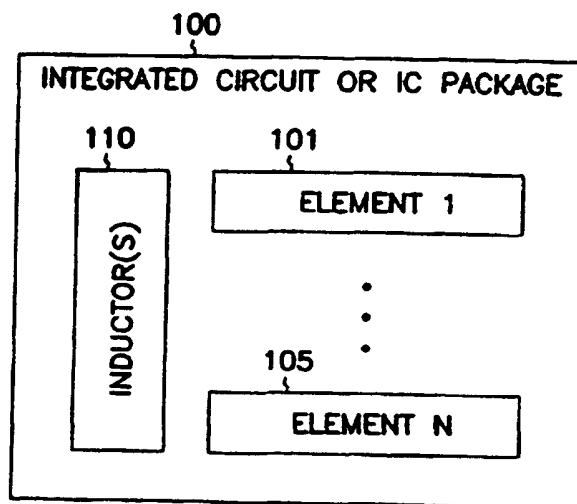 100
INTEGRATED CIRCUIT OR IC PACKAGE
110
INDUCTOR(S)
101
ELEMENT 1
105
ELEMENT N